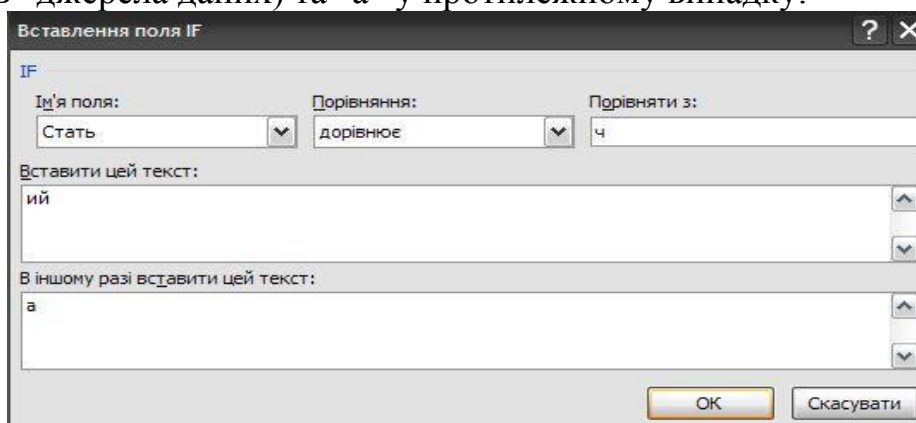 джерела даних) та "а" у протилежному випадку.
Вставлення поля IF
IF
Ім'я поля: Порівняння: Порівняти з:
Стать дорівнює ч
Вставити цей текст:
ий
В іншому разі вставити цей текст:
а
ОК Скасувати